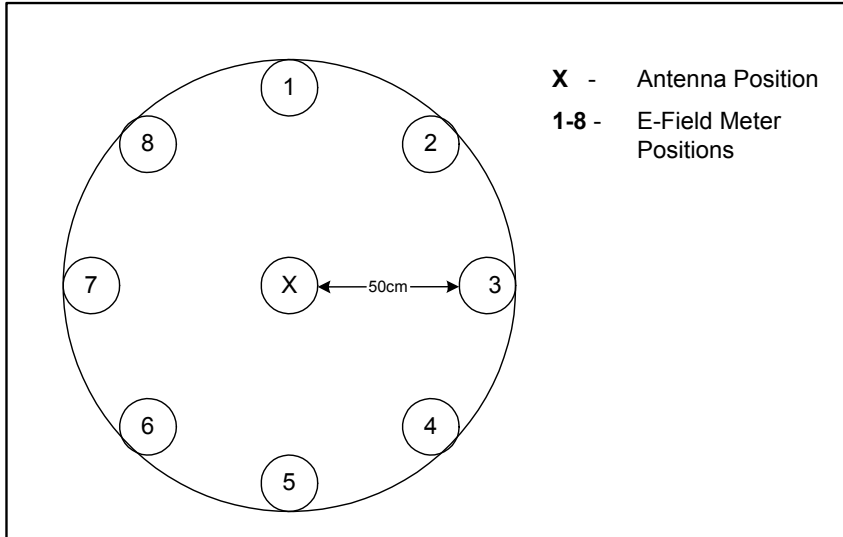 1
8
2
7
X
50cm
3
6
4
5
X - Antenna Position
1-8 - E-Field Meter
Positions